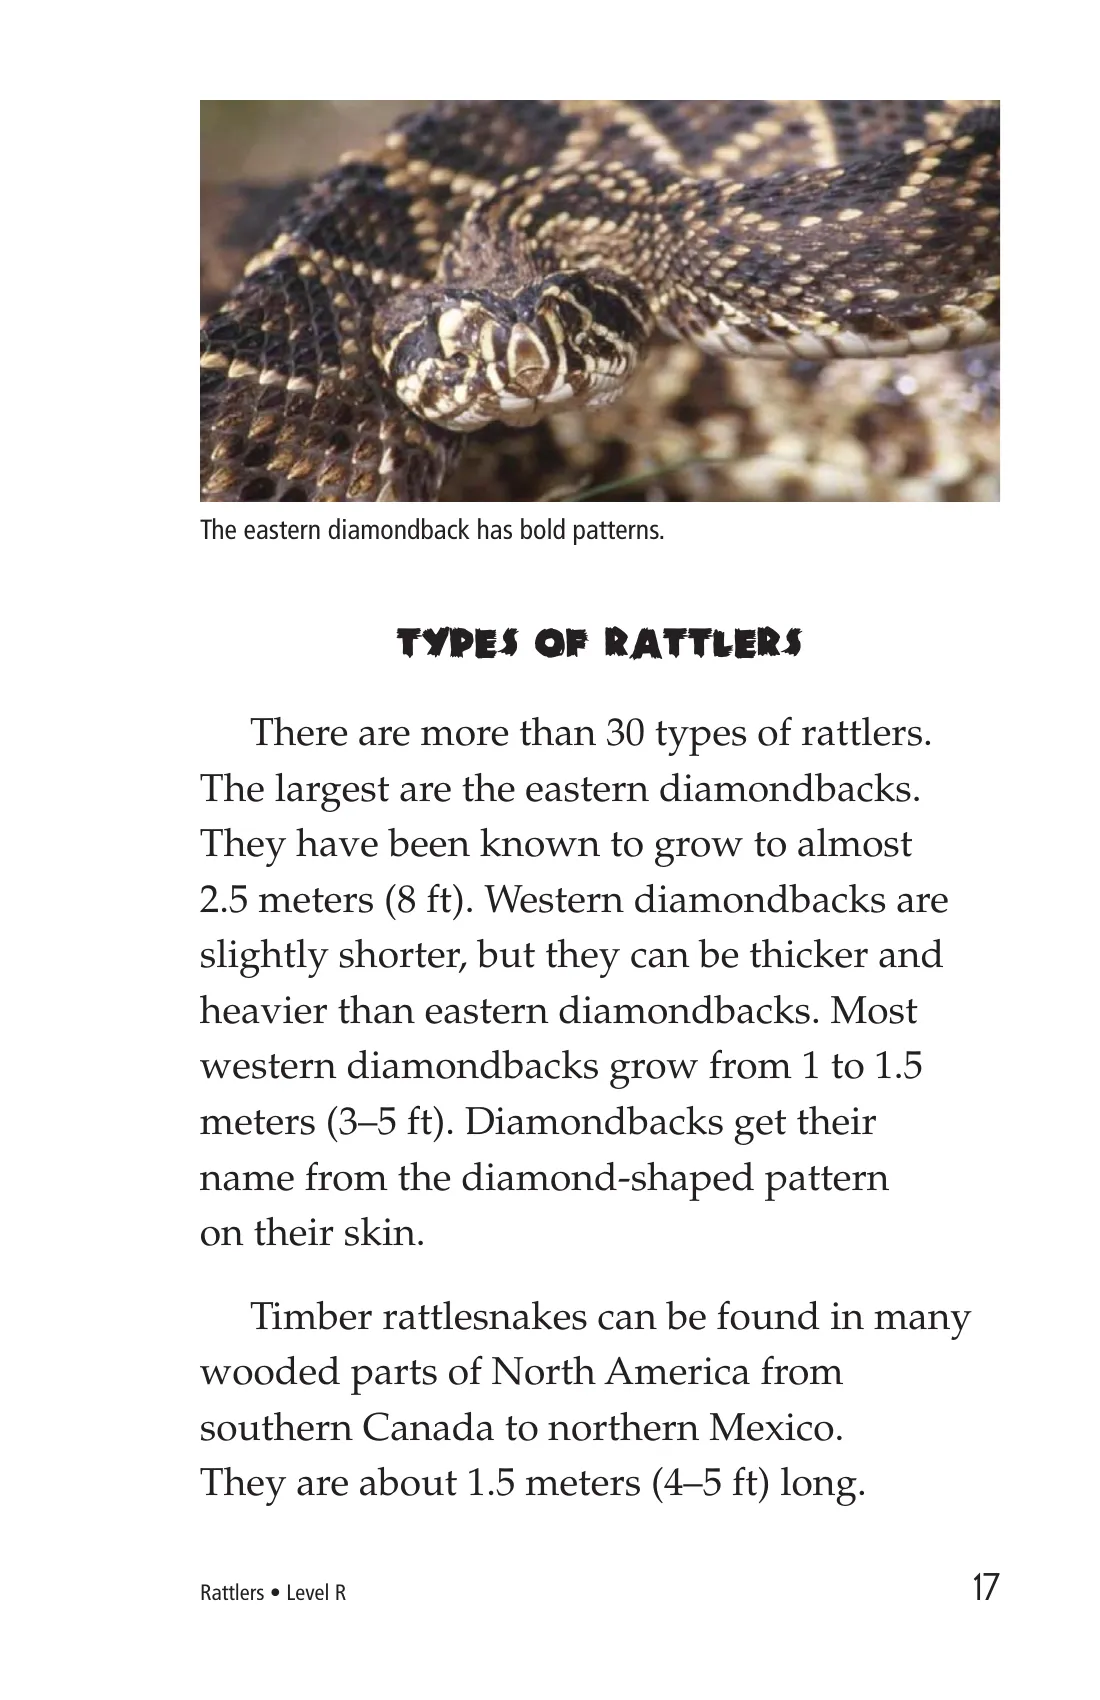 The eastern diamondback has bold patterns.
TYPES OF RATTLERS
There are more than 30 types of rattlers.
The largest are the eastern diamondbacks.
They have been known to grow to almost
2.5 meters (8 ft). Western diamondbacks are
slightly shorter, but they can be thicker and
heavier than eastern diamondbacks. Most
western diamondbacks grow from 1 to 1.5
meters (3–5 ft). Diamondbacks get their
name from the diamond-shaped pattern
on their skin.
Timber rattlesnakes can be found in many
wooded parts of North America from
southern Canada to northern Mexico.
They are about 1.5 meters (4–5 ft) long.
Rattlers • Level R
17